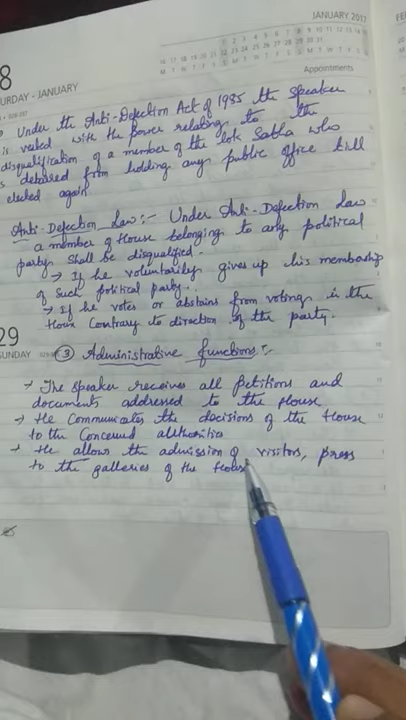 JANUARY 2017
8
URDAY - JANUARY
Appointments
Under the Anti-Defection Act of 1985 the speaker
is vested with the power relating to the
disqualification of a member of the lok Sabha who
s debased from holding any public office till
elected again
Anti-Defection Law:- Under Anti-Defection Law
a member of House belonging to any political
party shall be disqualified.
→ If he voluntarily gives up his membership
of such political party.
→ If he votes or abstains from voting in the
House Contrary to direction of the party.
29
SUNDAY
③ Administrative functions:-
→ The speaker receives all petitions and
documents addressed to the House
→ He Communicates the decisions of the House
to the Concerned authorities
→ He allows the admission of visitors, press
to the galleries of the House